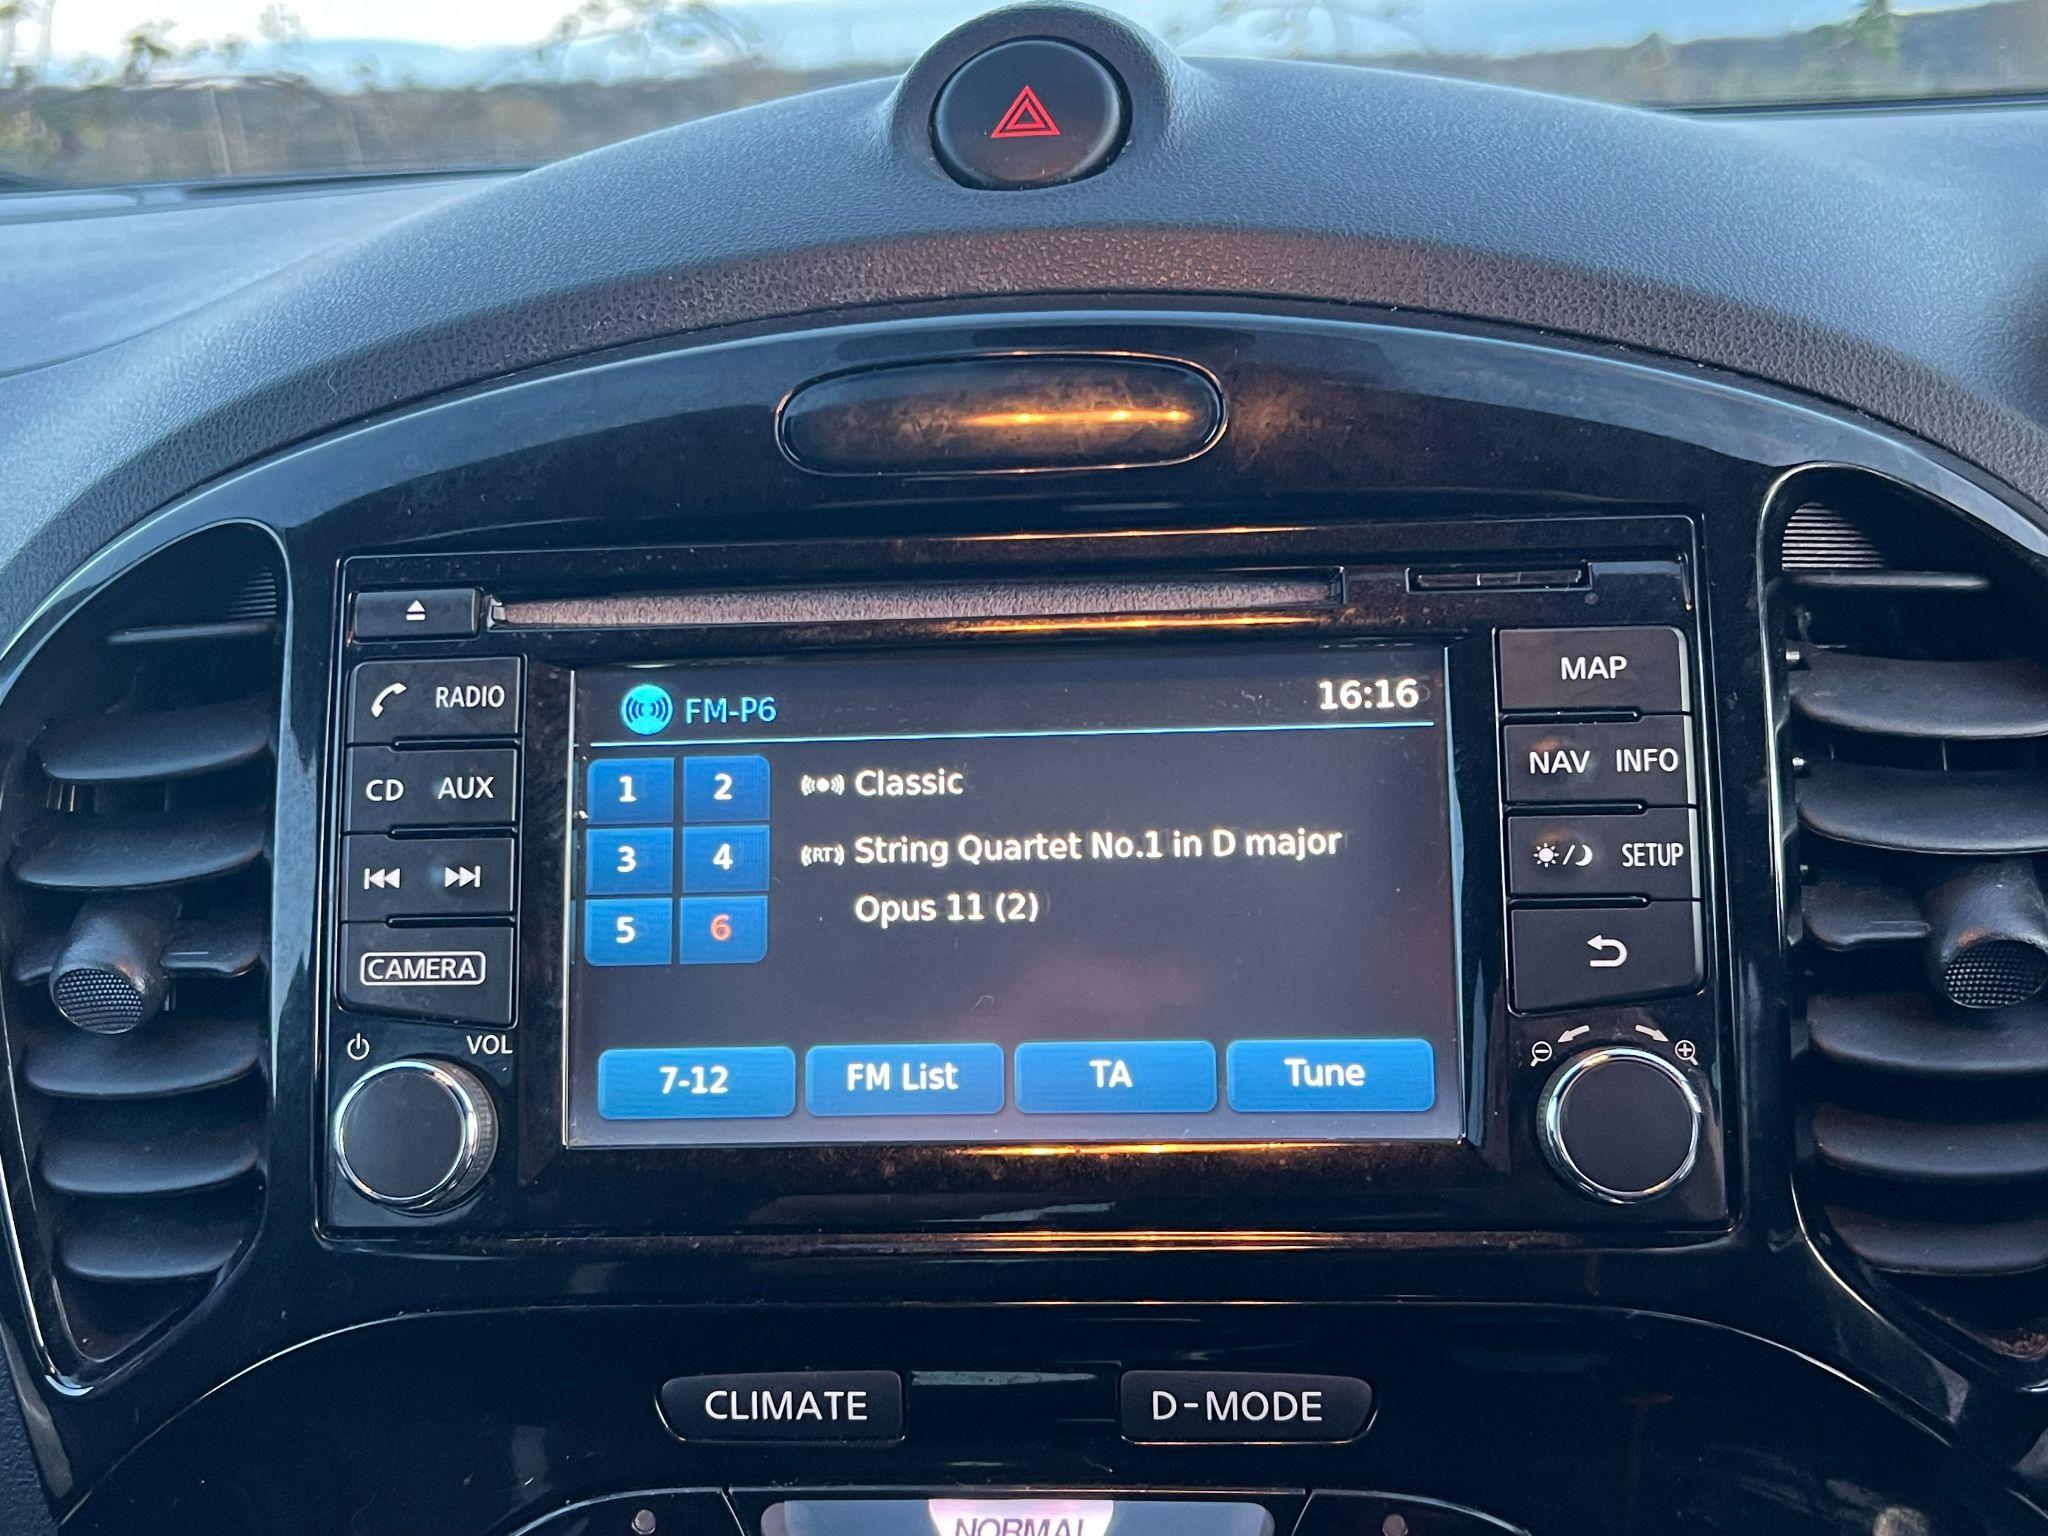 FM-P6
16:16
1 2
3 4
5 6
Classic
RT String Quartet No.1 in D major
Opus 11 (2)
7-12 FM List TA Tune
RADIO
CD AUX
CAMERA
VOL
MAP
NAV INFO
SETUP
CLIMATE D-MODE
NORMAL